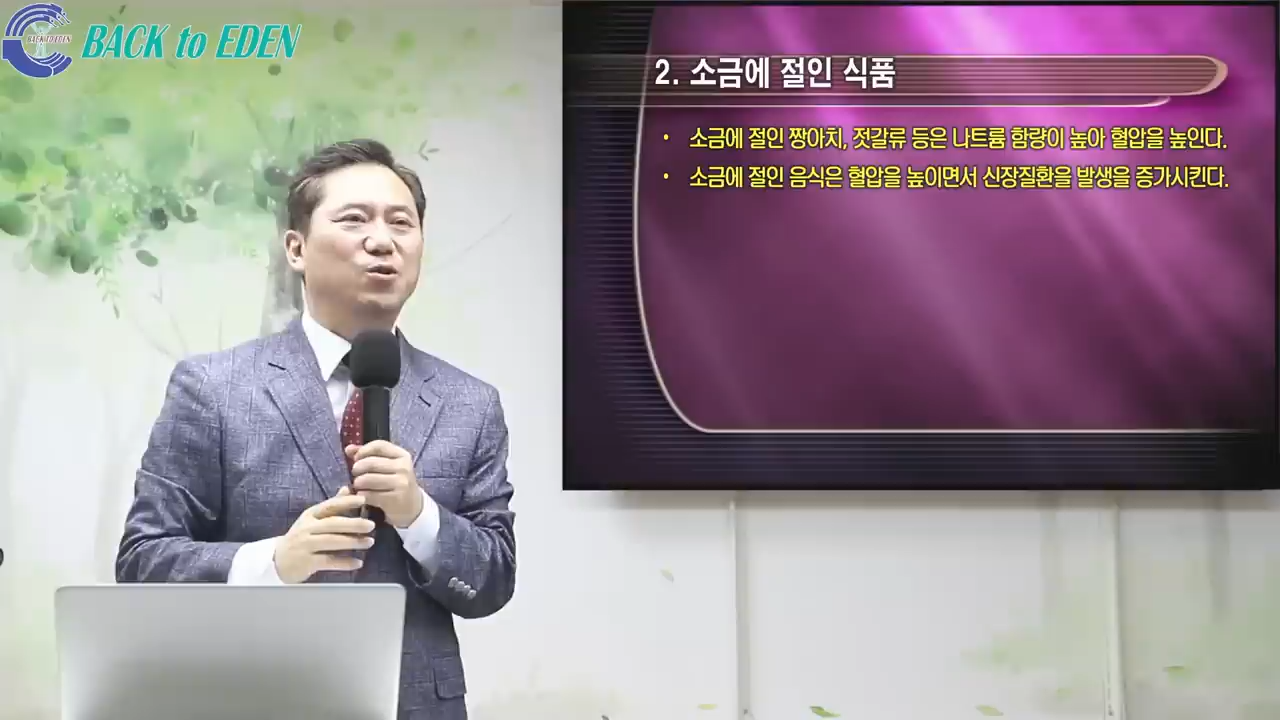 BACK to EDEN
BACK TO EDEN
2. 소금에 절인 식품
• 소금에 절인 짱아치, 젓갈류 등은 나트륨 함량이 높아 혈압을 높인다.
• 소금에 절인 음식은 혈압을 높이면서 신장질환을 발생을 증가시킨다.